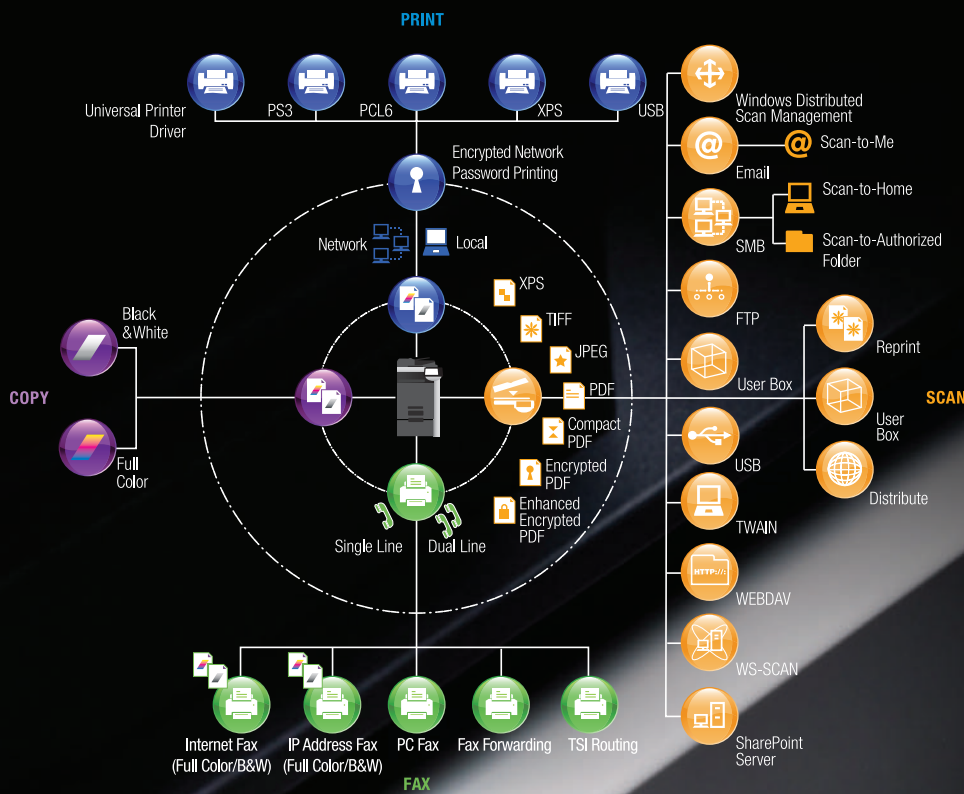 PRINT
Universal Printer
Driver
PS3
PCL6
XPS
USB
Encrypted Network
Password Printing
Network
Local
Windows Distributed
Scan Management
@
Email
@
Scan-to-Me
SMB
Scan-to-Home
Scan-to-Authorized
Folder
FTP
User Box
USB
TWAIN
HTTP://:
WEBDAV
WS-SCAN
SharePoint
Server
Reprint
User
Box
Distribute
SCAN
XPS
TIFF
JPEG
PDF
Compact
PDF
Encrypted
PDF
Enhanced
Encrypted
PDF
COPY
Black
&White
Full
Color
Single Line
Dual Line
Internet Fax
(Full Color/B&W)
IP Address Fax
(Full Color/B&W)
PC Fax
Fax Forwarding
TSI Routing
FAX